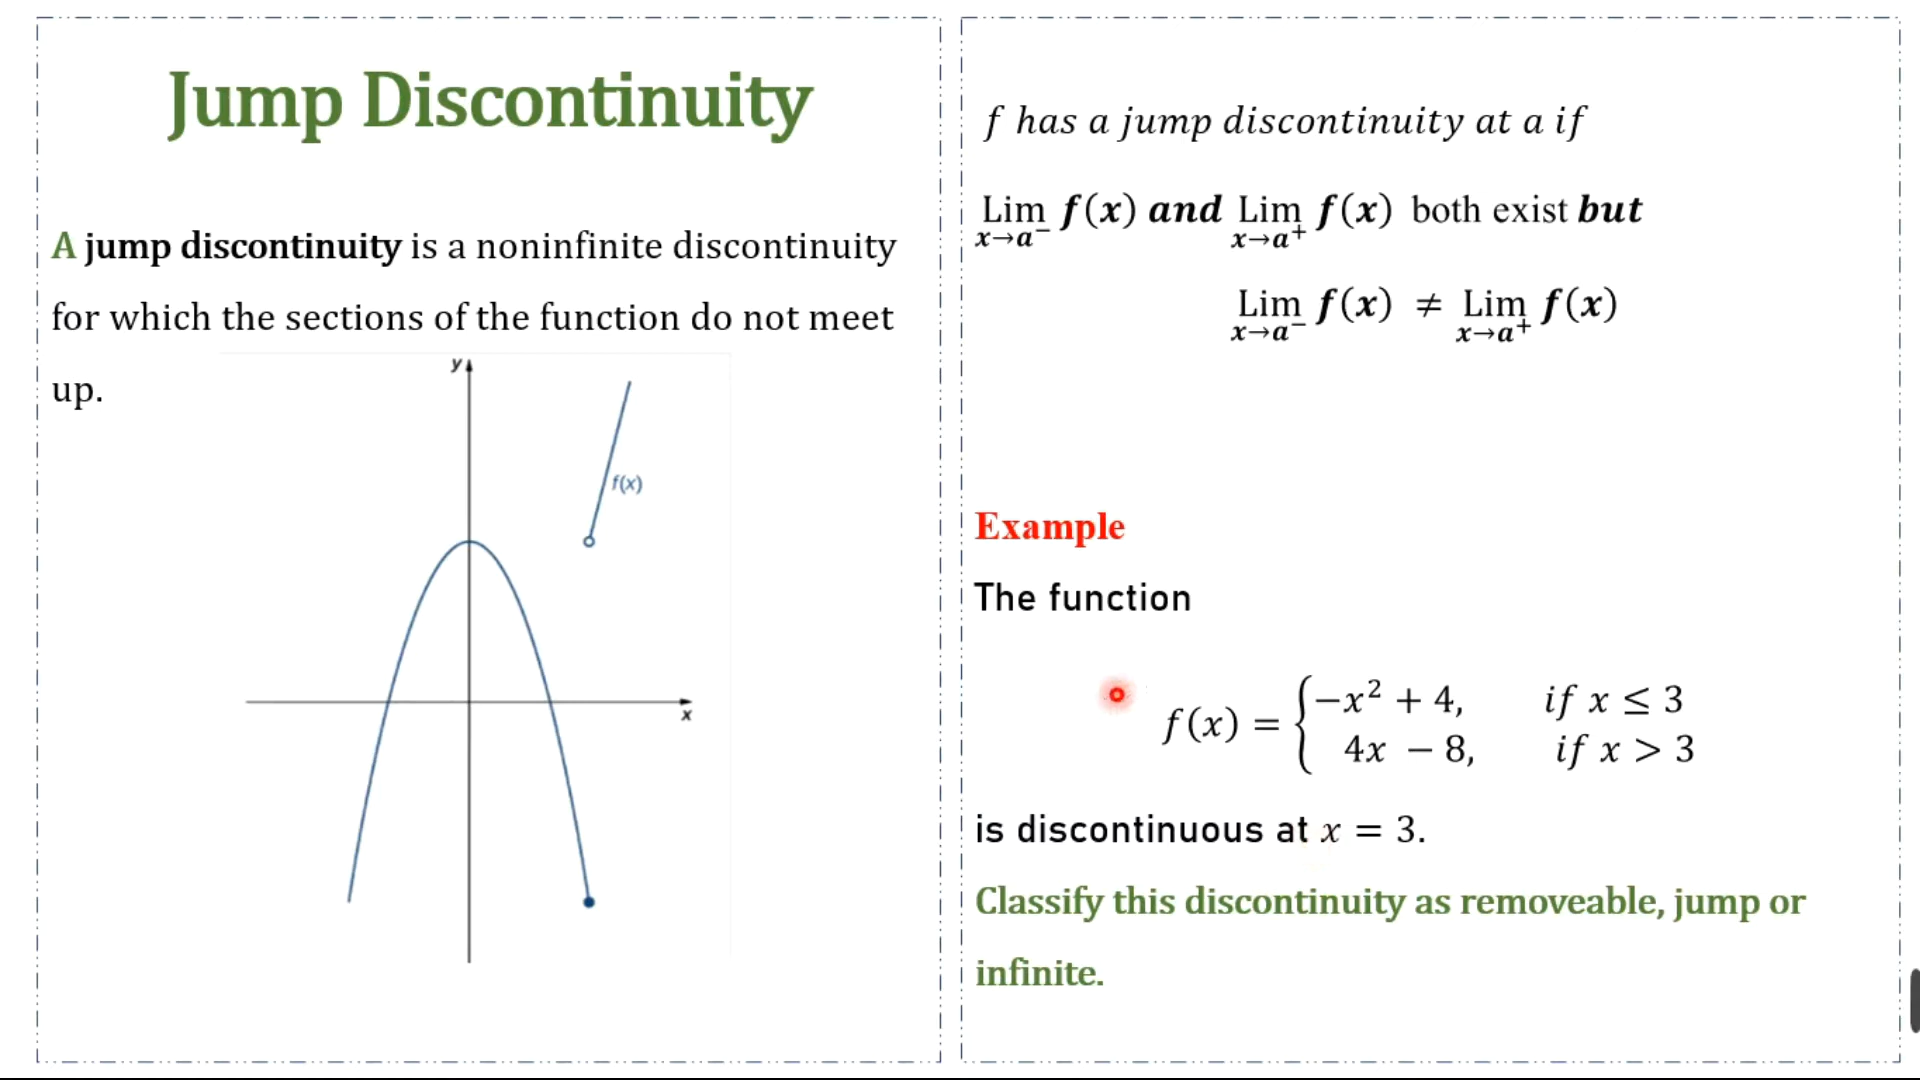 Jump Discontinuity
A jump discontinuity is a noninfinite discontinuity
for which the sections of the function do not meet
up.
y
f(x)
x
f has a jump discontinuity at a if
Lim x→a⁻ f(x) and Lim x→a⁺ f(x) both exist but
Lim x→a⁻ f(x) ≠ Lim x→a⁺ f(x)
Example
The function
f(x) = { −x² + 4, if x ≤ 3
4x − 8, if x > 3
is discontinuous at x = 3.
Classify this discontinuity as removeable, jump or
infinite.